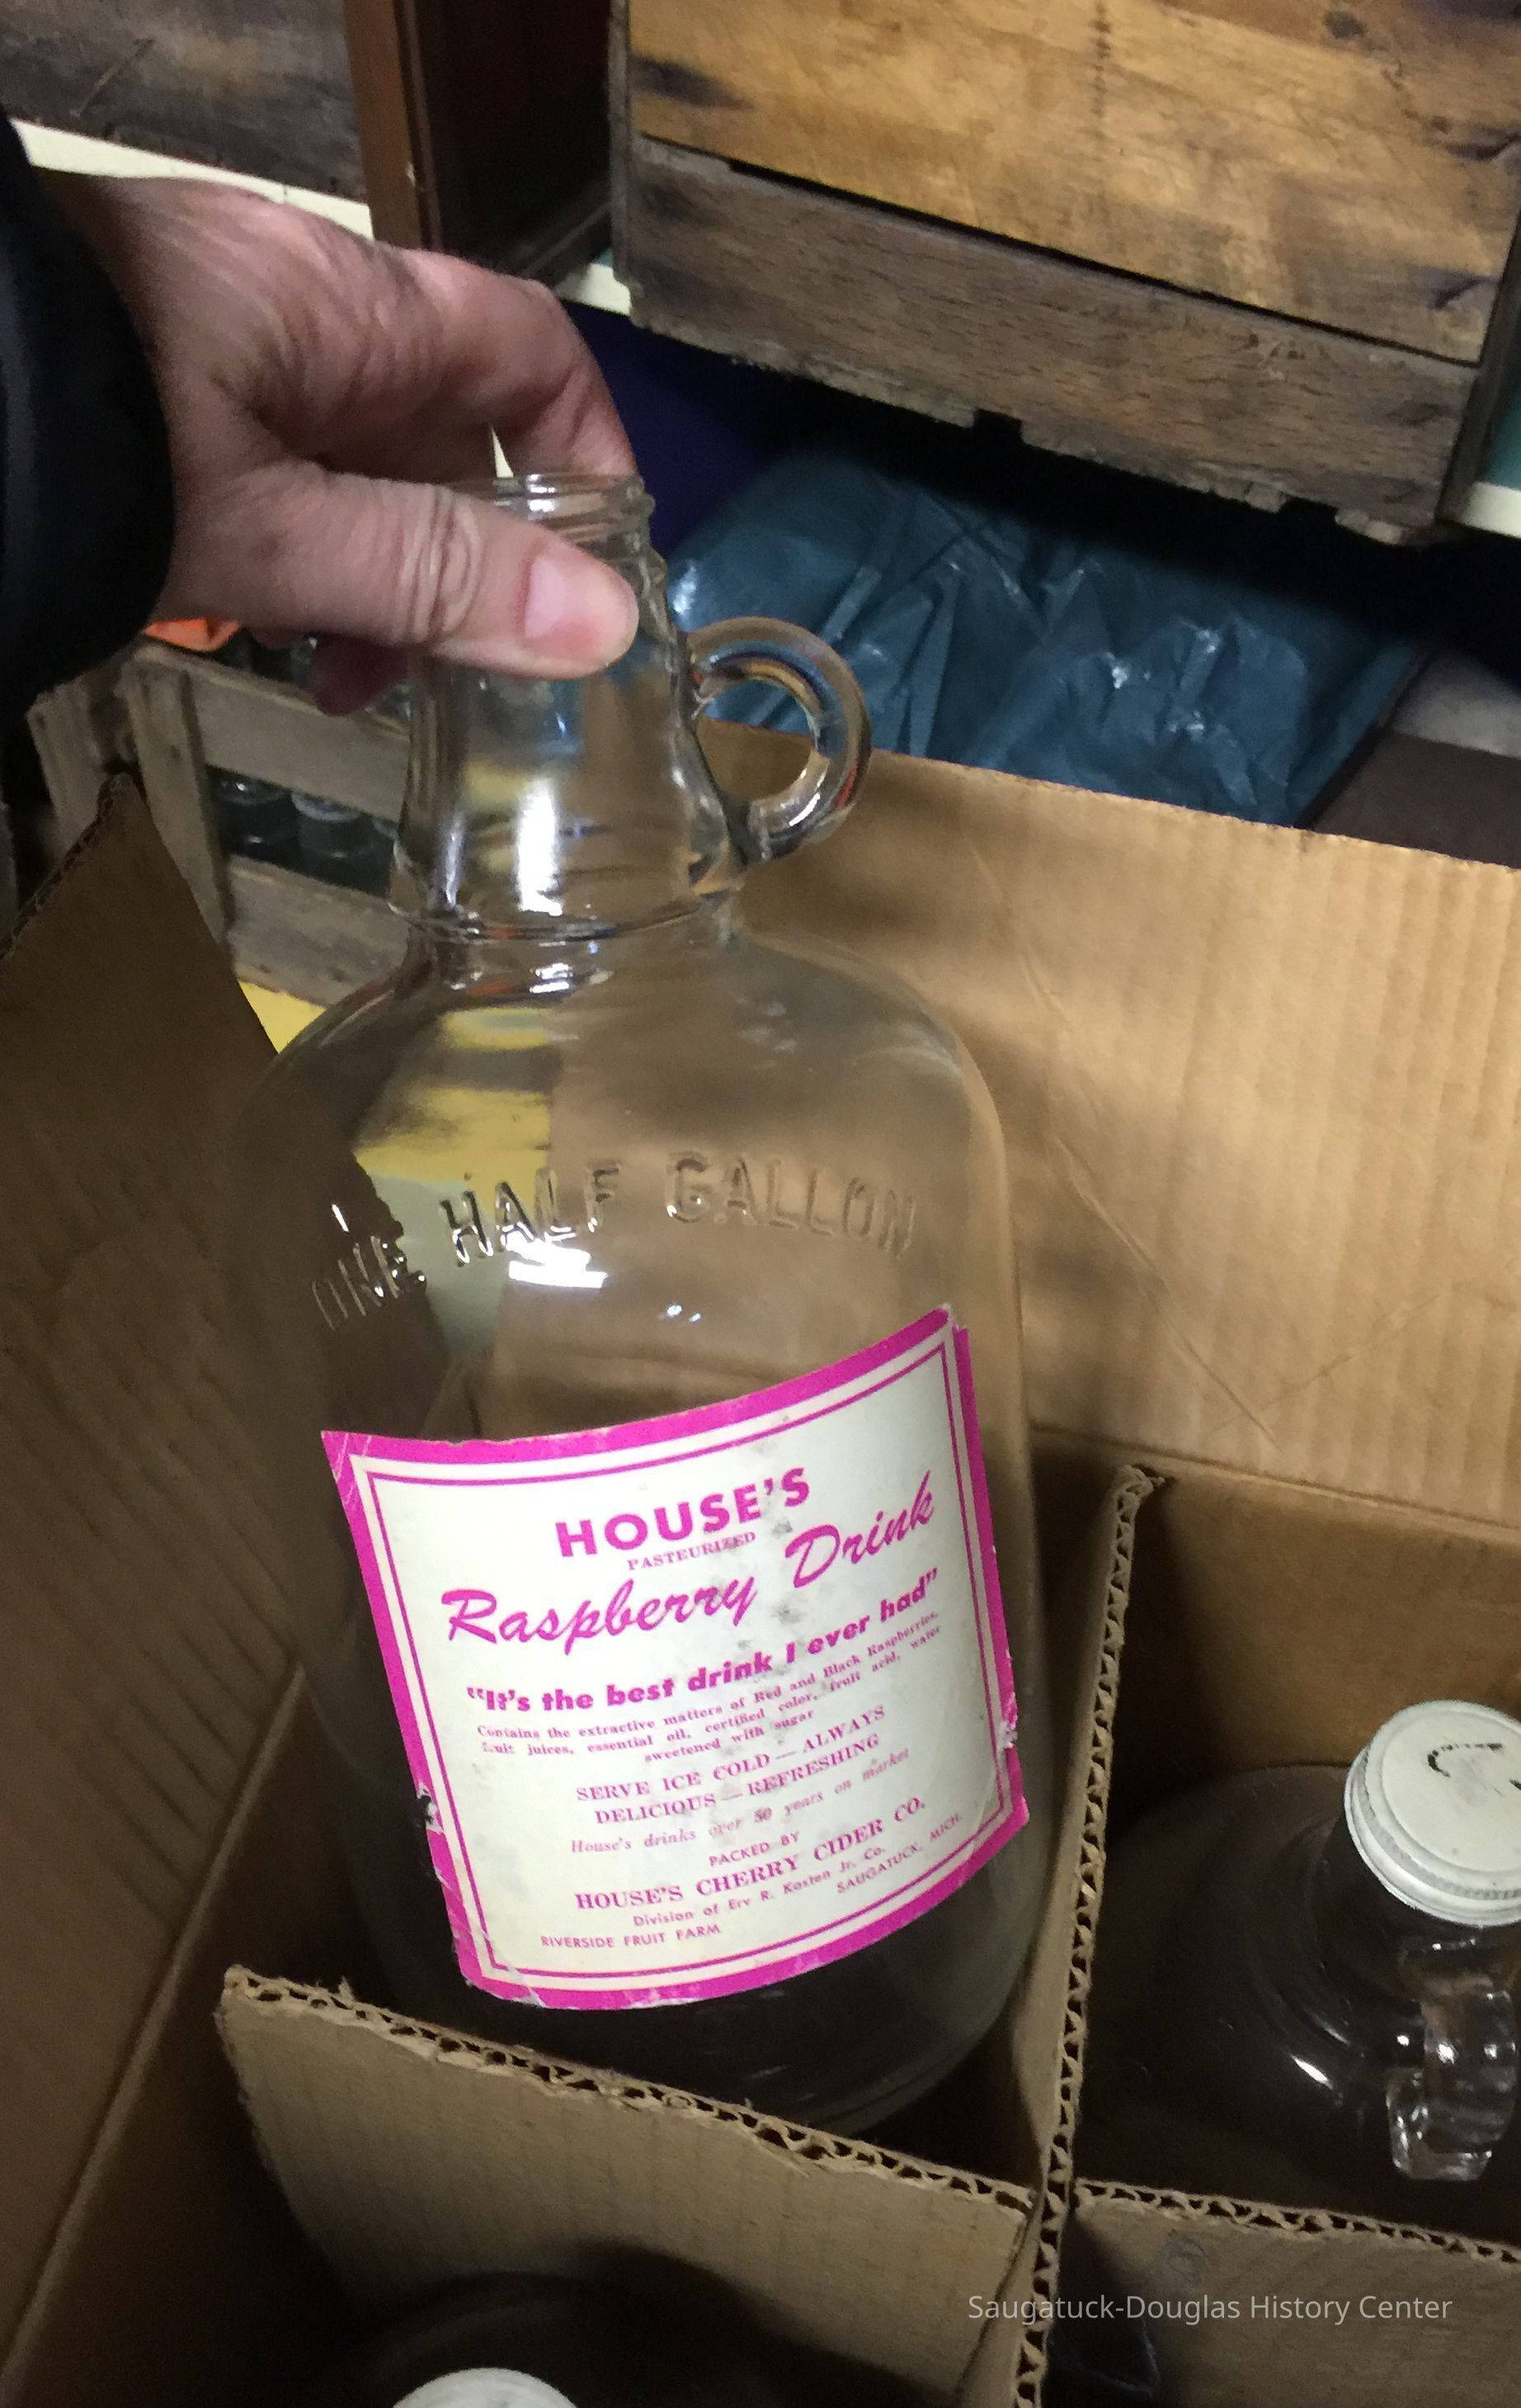 ONE HALF GALLON
HOUSE'S
PASTEURIZED
Raspberry Drink
"It's the best drink I ever had"
Contains the extractive matters of Red and Black Raspberries,
fruit juices, essential oil, certified color, fruit acid, water
sweetened with sugar
SERVE ICE COLD — ALWAYS
DELICIOUS — REFRESHING
House's drinks over 50 years on market
PACKED BY
HOUSE'S CHERRY CIDER CO.
Division of Erv R. Kasten Jr. Co.
RIVERSIDE FRUIT FARM SAUGATUCK, MICH.
Saugatuck-Douglas History Center